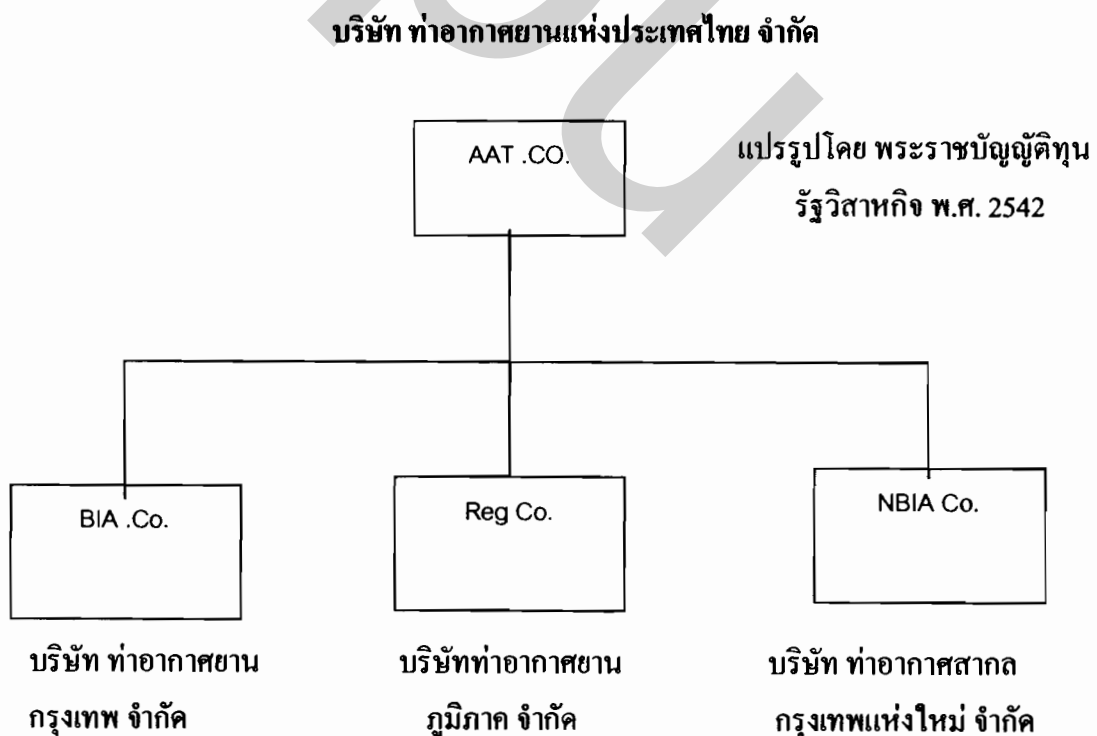 บริษัท ท่าอากาศยานแห่งประเทศไทย จำกัด
AAT .CO.
แปรรูปโดย พระราชบัญญัติทุน
รัฐวิสาหกิจ พ.ศ. 2542
BIA .Co.
Reg Co.
NBIA Co.
บริษัท ท่าอากาศยาน
กรุงเทพ จำกัด
บริษัทท่าอากาศยาน
ภูมิภาค จำกัด
บริษัท ท่าอากาศสากล
กรุงเทพแห่งใหม่ จำกัด